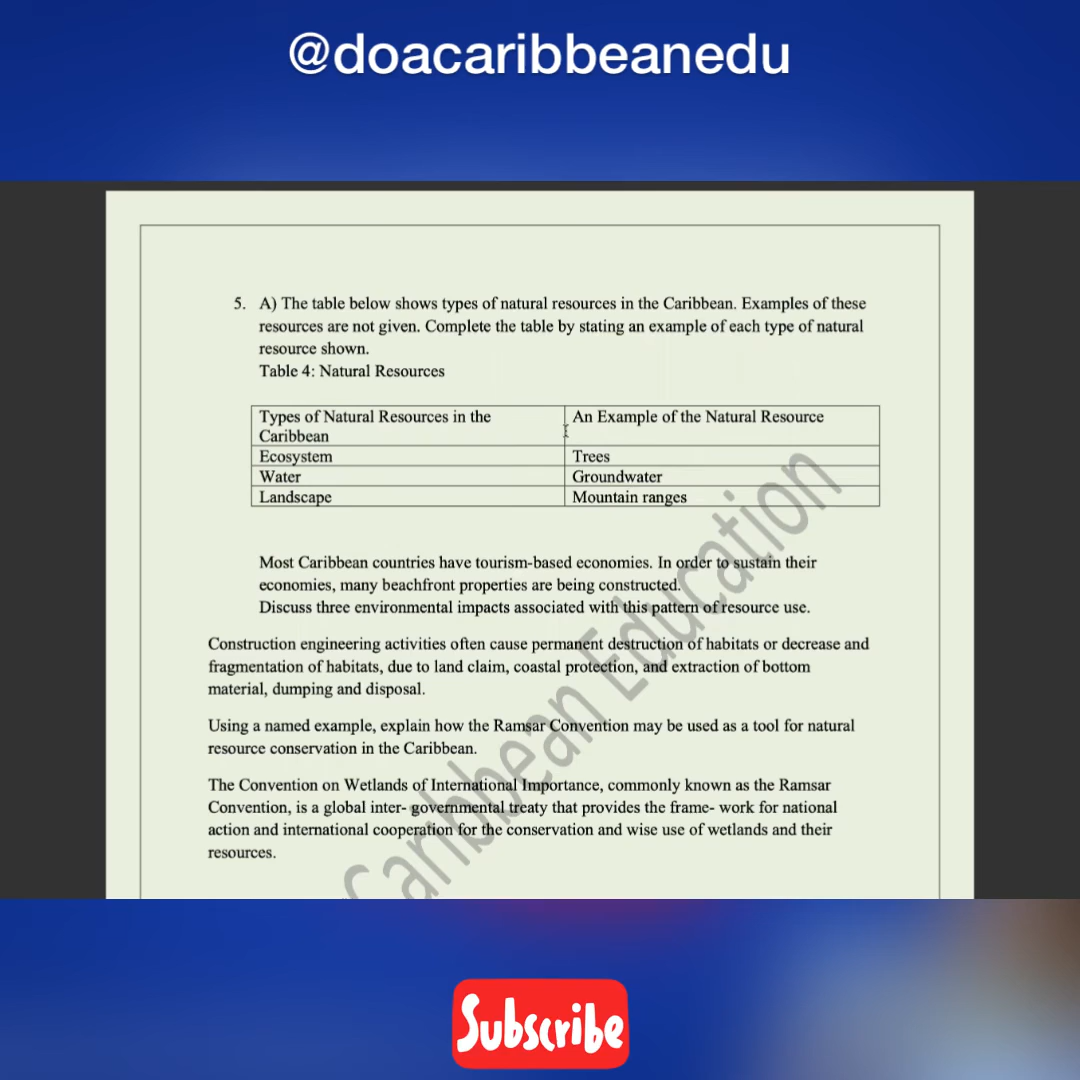 @doacaribbeanedu
5. A) The table below shows types of natural resources in the Caribbean. Examples of these
resources are not given. Complete the table by stating an example of each type of natural
resource shown.
Table 4: Natural Resources
Types of Natural Resources in the Caribbean | An Example of the Natural Resource
Ecosystem | Trees
Water | Groundwater
Landscape | Mountain ranges
Most Caribbean countries have tourism-based economies. In order to sustain their
economies, many beachfront properties are being constructed.
Discuss three environmental impacts associated with this pattern of resource use.
Construction engineering activities often cause permanent destruction of habitats or decrease and
fragmentation of habitats, due to land claim, coastal protection, and extraction of bottom
material, dumping and disposal.
Using a named example, explain how the Ramsar Convention may be used as a tool for natural
resource conservation in the Caribbean.
The Convention on Wetlands of International Importance, commonly known as the Ramsar
Convention, is a global inter- governmental treaty that provides the frame- work for national
action and international cooperation for the conservation and wise use of wetlands and their
resources.
Caribbean Education
Subscribe